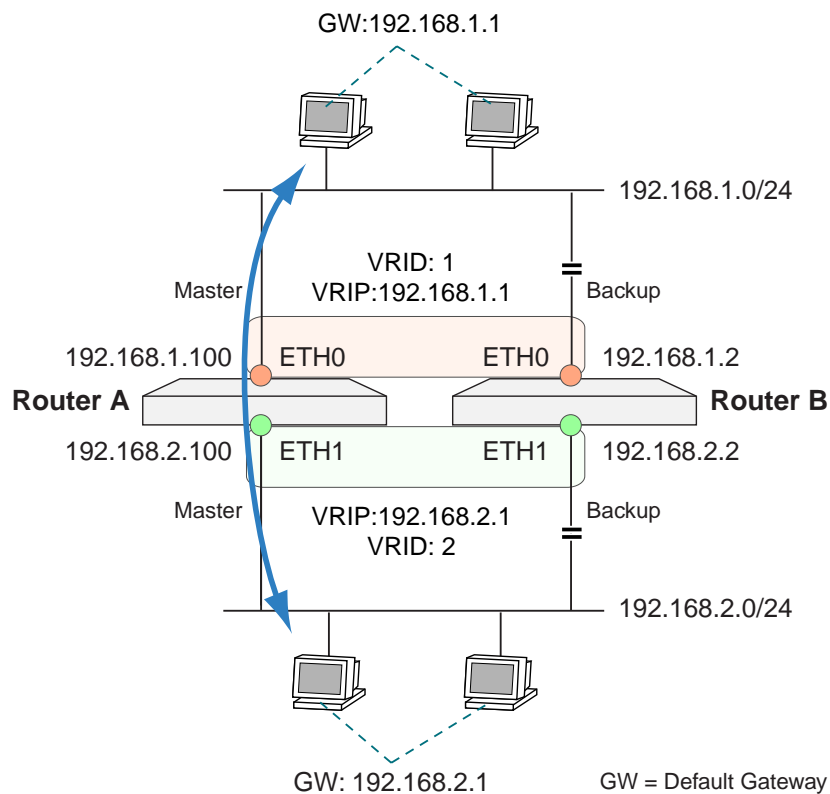 GW:192.168.1.1
192.168.1.0/24
VRID: 1
Master
VRIP:192.168.1.1
Backup
192.168.1.100
ETH0
ETH0
192.168.1.2
Router A
Router B
192.168.2.100
ETH1
ETH1
192.168.2.2
Master
VRIP:192.168.2.1
Backup
VRID: 2
192.168.2.0/24
GW: 192.168.2.1
GW = Default Gateway